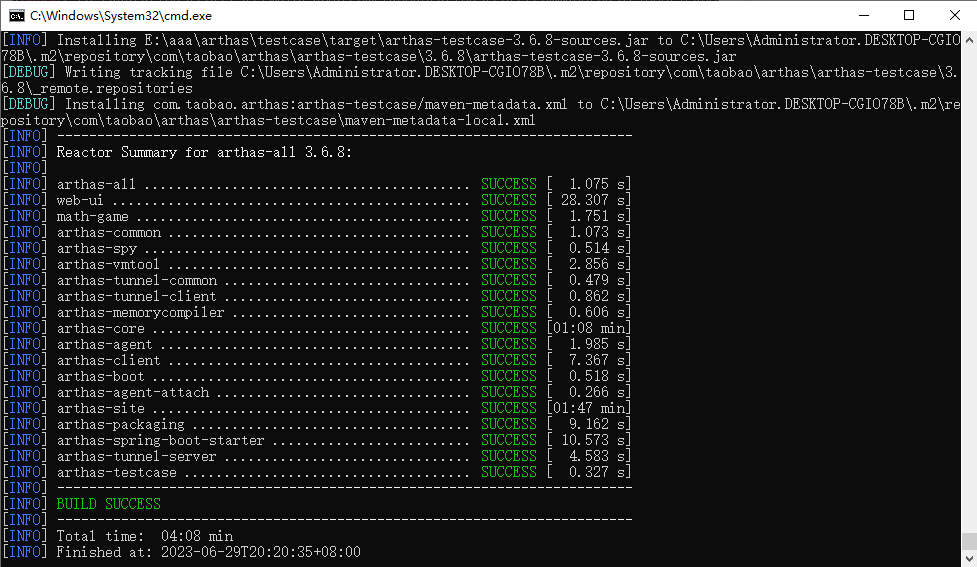 C:\Windows\System32\cmd.exe
[INFO] Installing E:\aaa\arthas\testcase\target\arthas-testcase-3.6.8-sources.jar to C:\Users\Administrator.DESKTOP-CGIO
78B\.m2\repository\com\taobao\arthas\arthas-testcase\3.6.8\arthas-testcase-3.6.8-sources.jar
[DEBUG] Writing tracking file C:\Users\Administrator.DESKTOP-CGIO78B\.m2\repository\com\taobao\arthas\arthas-testcase\3.
6.8\_remote.repositories
[DEBUG] Installing com.taobao.arthas:arthas-testcase/maven-metadata.xml to C:\Users\Administrator.DESKTOP-CGIO78B\.m2\re
pository\com\taobao\arthas\arthas-testcase\maven-metadata-local.xml
[INFO] ------------------------------------------------------------------------
[INFO] Reactor Summary for arthas-all 3.6.8:
[INFO]
[INFO] arthas-all ......................................... SUCCESS [  1.075 s]
[INFO] web-ui ............................................. SUCCESS [ 28.307 s]
[INFO] math-game .......................................... SUCCESS [  1.751 s]
[INFO] arthas-common ...................................... SUCCESS [  1.073 s]
[INFO] arthas-spy ......................................... SUCCESS [  0.514 s]
[INFO] arthas-vmtool ...................................... SUCCESS [  2.856 s]
[INFO] arthas-tunnel-common ............................... SUCCESS [  0.479 s]
[INFO] arthas-tunnel-client ............................... SUCCESS [  0.862 s]
[INFO] arthas-memorycompiler .............................. SUCCESS [  0.606 s]
[INFO] arthas-core ........................................ SUCCESS [01:08 min]
[INFO] arthas-agent ....................................... SUCCESS [  1.985 s]
[INFO] arthas-client ...................................... SUCCESS [  7.367 s]
[INFO] arthas-boot ........................................ SUCCESS [  0.518 s]
[INFO] arthas-agent-attach ................................ SUCCESS [  0.266 s]
[INFO] arthas-site ........................................ SUCCESS [01:47 min]
[INFO] arthas-packaging ................................... SUCCESS [  9.162 s]
[INFO] arthas-spring-boot-starter ......................... SUCCESS [ 10.573 s]
[INFO] arthas-tunnel-server ............................... SUCCESS [  4.583 s]
[INFO] arthas-testcase .................................... SUCCESS [  0.327 s]
[INFO] ------------------------------------------------------------------------
[INFO] BUILD SUCCESS
[INFO] ------------------------------------------------------------------------
[INFO] Total time:  04:08 min
[INFO] Finished at: 2023-06-29T20:20:35+08:00